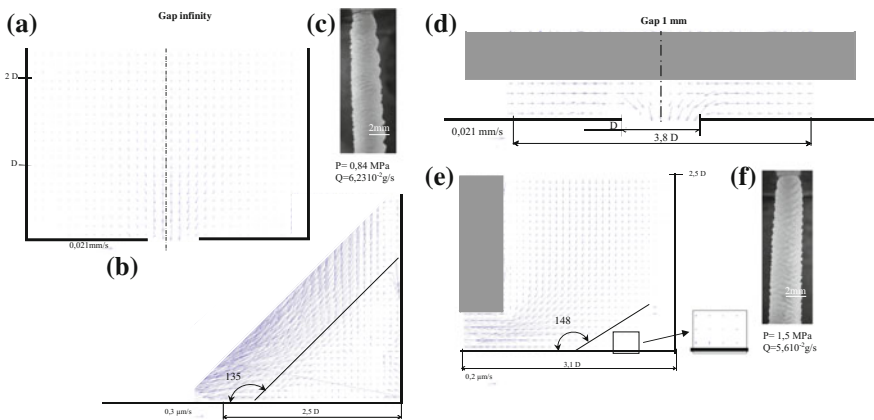 (a)
Gap infinity
(c)
2 D
D
0,021mm/s
2mm
P= 0,84 MPa
Q=6,2310⁻²g/s
(b)
135
0,3 μm/s
2,5 D
(d)
Gap 1 mm
0,021 mm/s
D
3,8 D
(e)
2,5 D
148
3,1 D
0,2 μm/s
(f)
2mm
P= 1,5 MPa
Q=5,610⁻²g/s